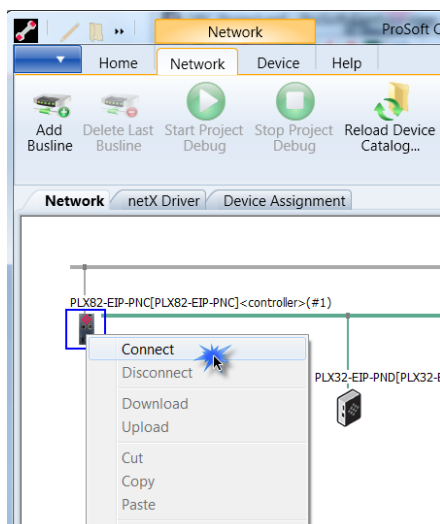 Network
ProSoft C
Home Network Device Help
Add Busline
Delete Last Busline
Start Project Debug
Stop Project Debug
Reload Device Catalog...
Network netX Driver Device Assignment
PLX82-EIP-PNC[PLX82-EIP-PNC]<controller>(#1)
Connect
Disconnect
PLX32-EIP-PND[PLX32-E
Download
Upload
Cut
Copy
Paste